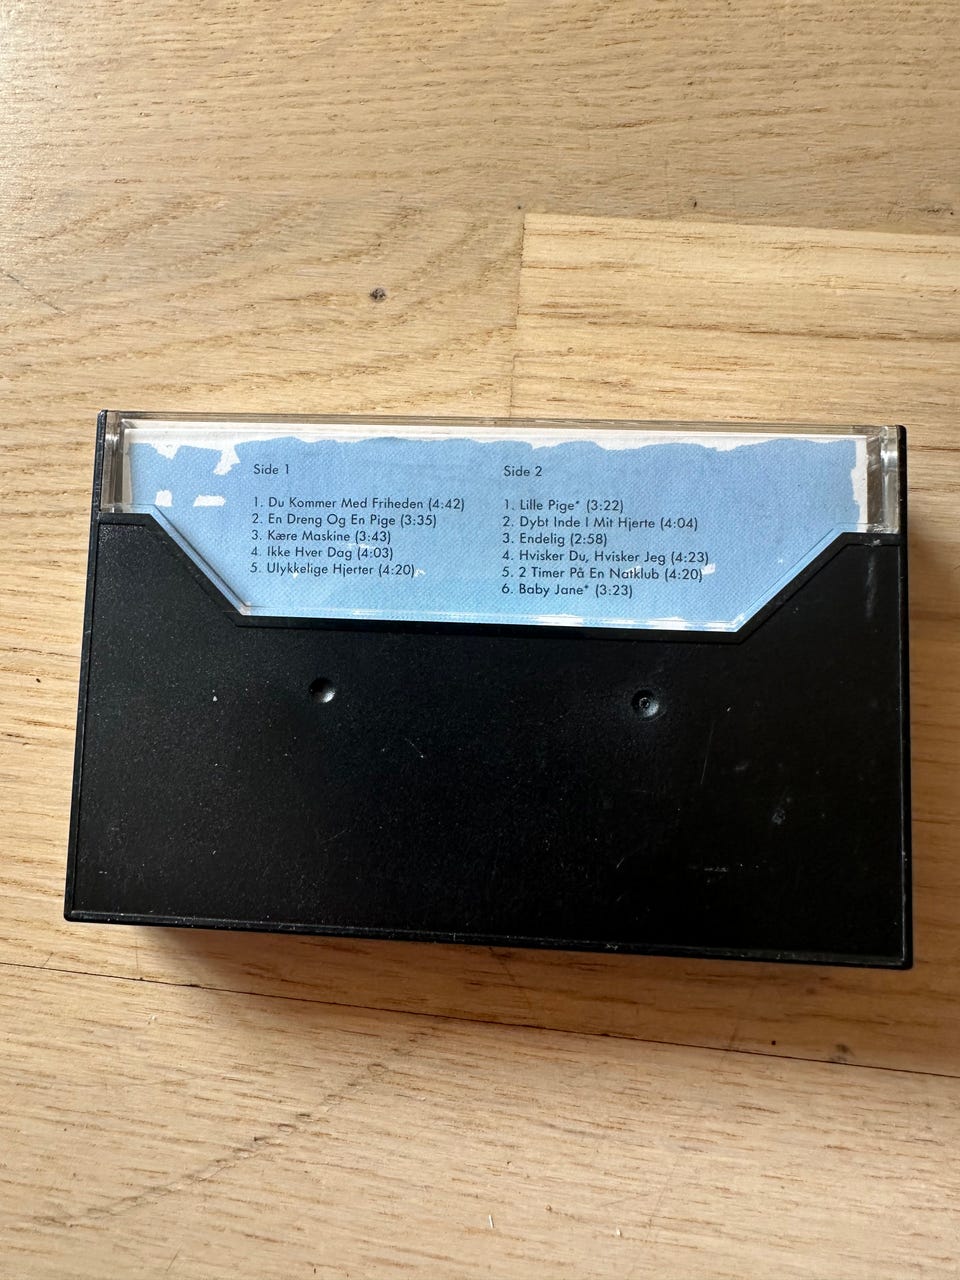 Side 1
1. Du Kommer Med Friheden (4:42)
2. En Dreng Og En Pige (3:35)
3. Kære Maskine (3:43)
4. Ikke Hver Dag (4:03)
5. Ulykkelige Hjerter (4:20)
Side 2
1. Lille Pige* (3:22)
2. Dybt Inde I Mit Hjerte (4:04)
3. Endelig (2:58)
4. Hvisker Du, Hvisker Jeg (4:23)
5. 2 Timer På En Natklub (4:20)
6. Baby Jane* (3:23)